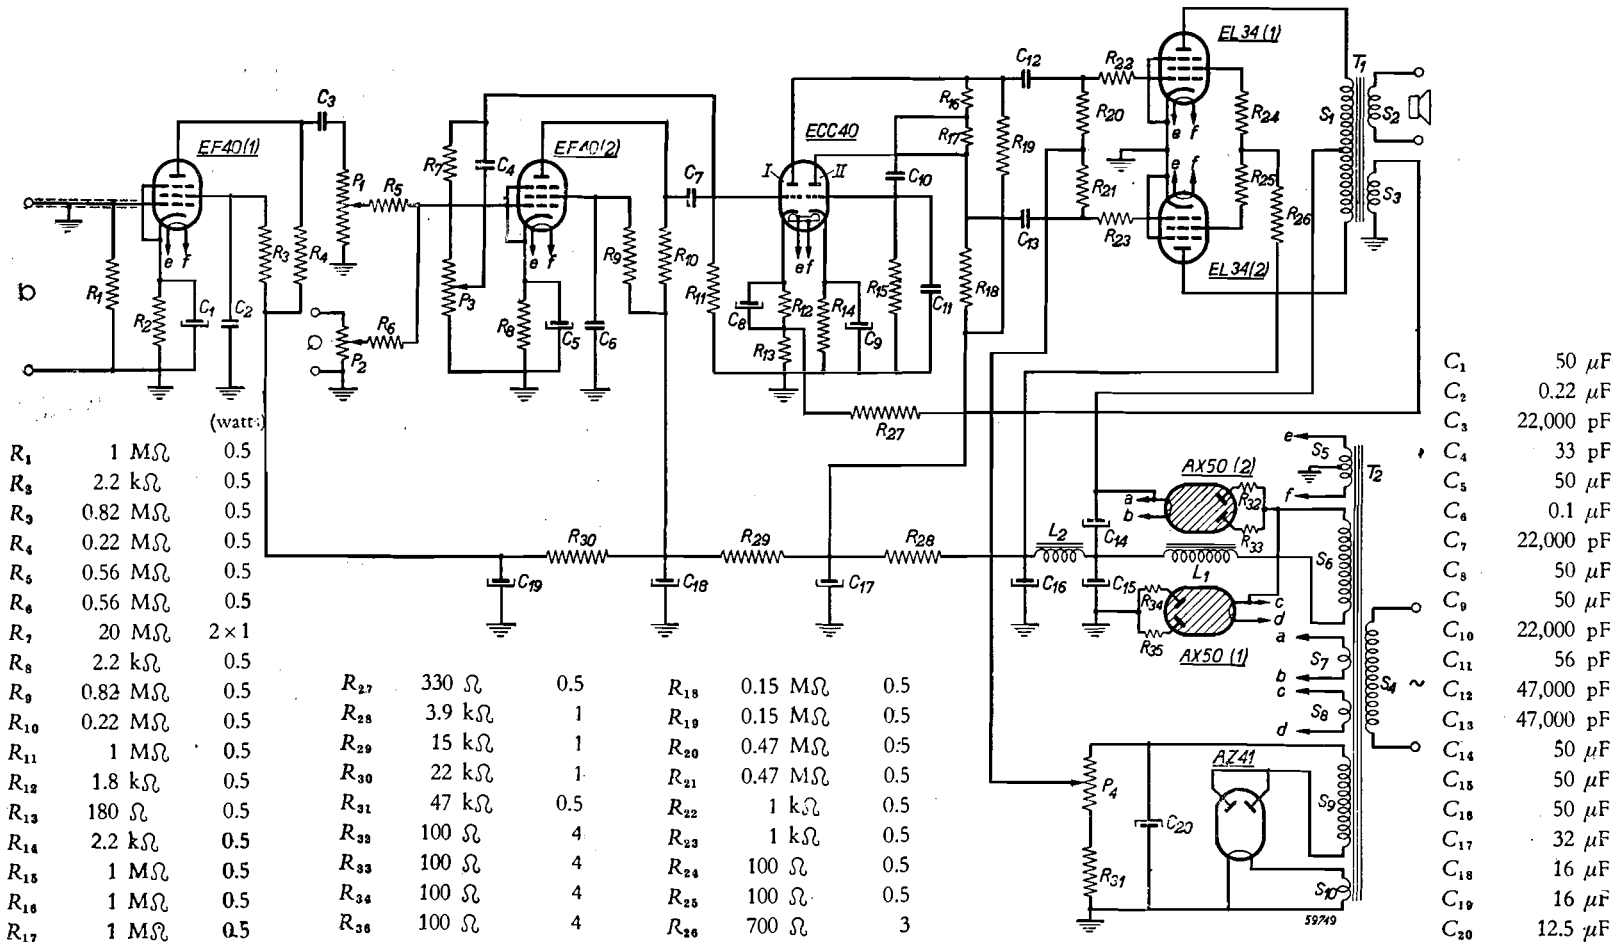 EL34(1)
C12
R22
T1
C3
R16
R20
R24
S1
S2
ECC40
EF40(1)
R7
EF40(2)
R17
R19
e f
C4
I
II
C7
P1
R5
C10
e f
R21
R25
S3
R26
C13
R23
e f
e f
e f
EL34(2)
R3
R4
R9
R10
R1
P3
R11
R15
R18
C11
C8
R12
R14
R2
C1
C2
R6
R8
C5
C6
C9
P2
R13
R27
e
S5
T2
AX50(2)
a
b
R32
f
R33
C14
L2
R30
R29
R28
S6
L1
C19
C18
C17
C16
C15
R34
R35
c
d
AX50(1)
a
S7
b
c
S8
d
S4 ~
AZ41
P4
C20
S9
R31
S10
59749
(watts)
R1 1 MΩ 0.5
R3 2.2 kΩ 0.5
R3 0.82 MΩ 0.5
R4 0.22 MΩ 0.5
R5 0.56 MΩ 0.5
R6 0.56 MΩ 0.5
R7 20 MΩ 2×1
R8 2.2 kΩ 0.5
R9 0.82 MΩ 0.5
R10 0.22 MΩ 0.5
R11 1 MΩ 0.5
R12 1.8 kΩ 0.5
R13 180 Ω 0.5
R14 2.2 kΩ 0.5
R15 1 MΩ 0.5
R16 1 MΩ 0.5
R17 1 MΩ 0.5
R27 330 Ω 0.5
R28 3.9 kΩ 1
R29 15 kΩ 1
R30 22 kΩ 1
R31 47 kΩ 0.5
R32 100 Ω 4
R33 100 Ω 4
R34 100 Ω 4
R36 100 Ω 4
R18 0.15 MΩ 0.5
R19 0.15 MΩ 0.5
R20 0.47 MΩ 0.5
R21 0.47 MΩ 0.5
R22 1 kΩ 0.5
R23 1 kΩ 0.5
R24 100 Ω 0.5
R25 100 Ω 0.5
R26 700 Ω 3
C1 50 μF
C2 0.22 μF
C3 22,000 pF
C4 33 pF
C5 50 μF
C6 0.1 μF
C7 22,000 pF
C8 50 μF
C9 50 μF
C10 22,000 pF
C11 56 pF
C12 47,000 pF
C13 47,000 pF
C14 50 μF
C15 50 μF
C16 50 μF
C17 32 μF
C18 16 μF
C19 16 μF
C20 12.5 μF